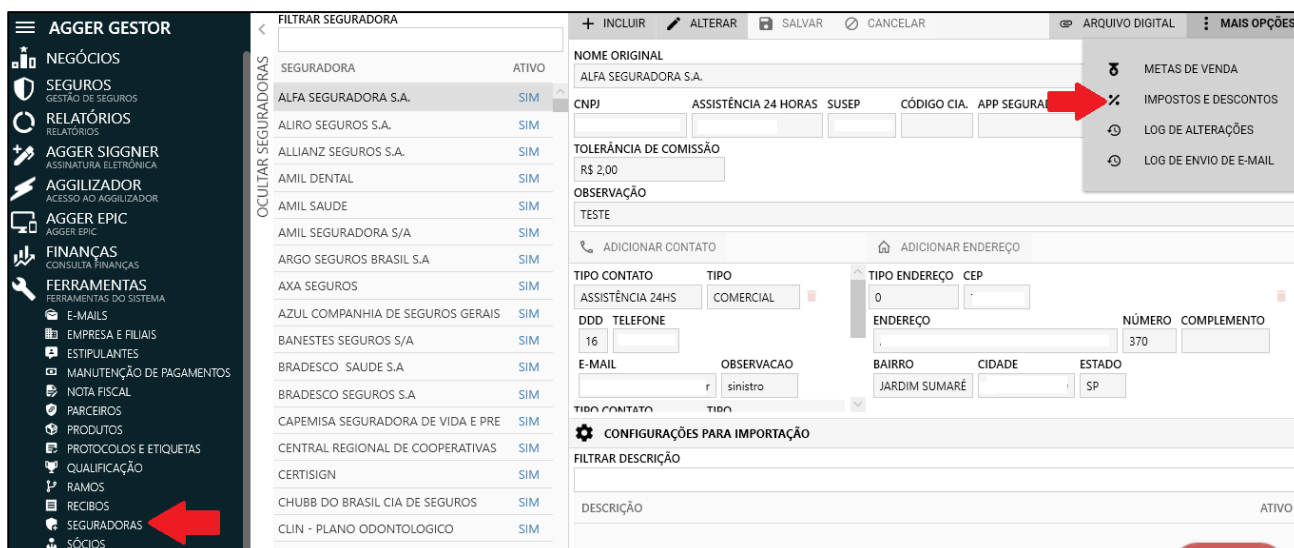 AGGER GESTOR
NEGÓCIOS
SEGUROS
GESTÃO DE SEGUROS
RELATÓRIOS
RELATÓRIOS
AGGER SIGGNER
ASSINATURA ELETRÔNICA
AGGILIZADOR
ACESSO AO AGGILIZADOR
AGGER EPIC
AGGER EPIC
FINANÇAS
CONSULTA FINANÇAS
FERRAMENTAS
FERRAMENTAS DO SISTEMA
E-MAILS
EMPRESA E FILIAIS
ESTIPULANTES
MANUTENÇÃO DE PAGAMENTOS
NOTA FISCAL
PARCEIROS
PRODUTOS
PROTOCOLOS E ETIQUETAS
QUALIFICAÇÃO
RAMOS
RECIBOS
SEGURADORAS
SÓCIOS
OCULTAR SEGURADORAS
FILTRAR SEGURADORA
SEGURADORA ATIVO
ALFA SEGURADORA S.A. SIM
ALIRO SEGUROS S.A. SIM
ALLIANZ SEGUROS S.A. SIM
AMIL DENTAL SIM
AMIL SAUDE SIM
AMIL SEGURADORA S/A SIM
ARGO SEGUROS BRASIL S.A SIM
AXA SEGUROS SIM
AZUL COMPANHIA DE SEGUROS GERAIS SIM
BANESTES SEGUROS S/A SIM
BRADESCO SAUDE S.A SIM
BRADESCO SEGUROS S.A SIM
CAPEMISA SEGURADORA DE VIDA E PRE SIM
CENTRAL REGIONAL DE COOPERATIVAS SIM
CERTISIGN SIM
CHUBB DO BRASIL CIA DE SEGUROS SIM
CLIN - PLANO ODONTOLOGICO SIM
INCLUIR ALTERAR SALVAR CANCELAR ARQUIVO DIGITAL MAIS OPÇÕES
METAS DE VENDA
IMPOSTOS E DESCONTOS
LOG DE ALTERAÇÕES
LOG DE ENVIO DE E-MAIL
NOME ORIGINAL
ALFA SEGURADORA S.A.
CNPJ ASSISTÊNCIA 24 HORAS SUSEP CÓDIGO CIA. APP SEGURAD
TOLERÂNCIA DE COMISSÃO
R$ 2,00
OBSERVAÇÃO
TESTE
ADICIONAR CONTATO ADICIONAR ENDEREÇO
TIPO CONTATO TIPO TIPO ENDEREÇO CEP
ASSISTÊNCIA 24HS COMERCIAL 0
DDD TELEFONE ENDEREÇO NÚMERO COMPLEMENTO
16 370
E-MAIL OBSERVACAO BAIRRO CIDADE ESTADO
r sinistro JARDIM SUMARÉ SP
TIPO CONTATO TIPO
CONFIGURAÇÕES PARA IMPORTAÇÃO
FILTRAR DESCRIÇÃO
DESCRIÇÃO ATIVO